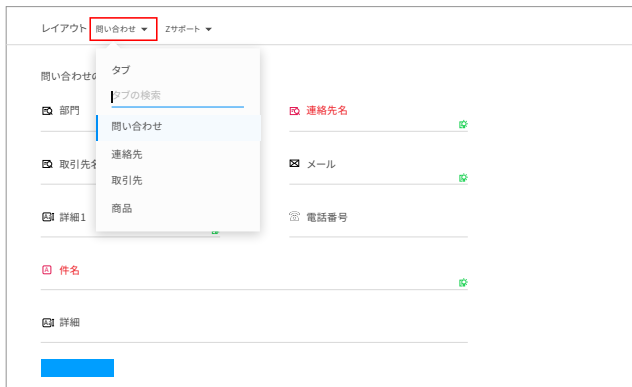 レイアウト 問い合わせ Zサポート
タブ
問い合わせの
タブの検索
部門 連絡先名
問い合わせ
連絡先
取引先名 メール
取引先
商品
詳細1 電話番号
件名
詳細